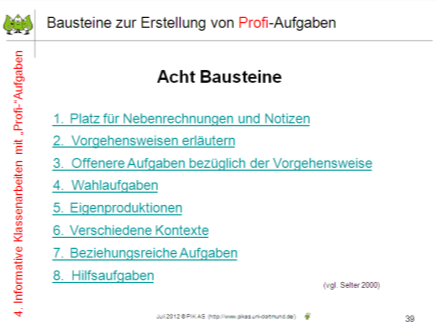 Bausteine zur Erstellung von Profi-Aufgaben
4. Informative Klassenarbeiten mit „Profi-"Aufgaben
Acht Bausteine
1. Platz für Nebenrechnungen und Notizen
2. Vorgehensweisen erläutern
3. Offenere Aufgaben bezüglich der Vorgehensweise
4. Wahlaufgaben
5. Eigenproduktionen
6. Verschiedene Kontexte
7. Beziehungsreiche Aufgaben
8. Hilfsaufgaben
(vgl. Selter 2000)
Juli 2012 © PIK AS (http://www.pikas.uni-dortmund.de)
39